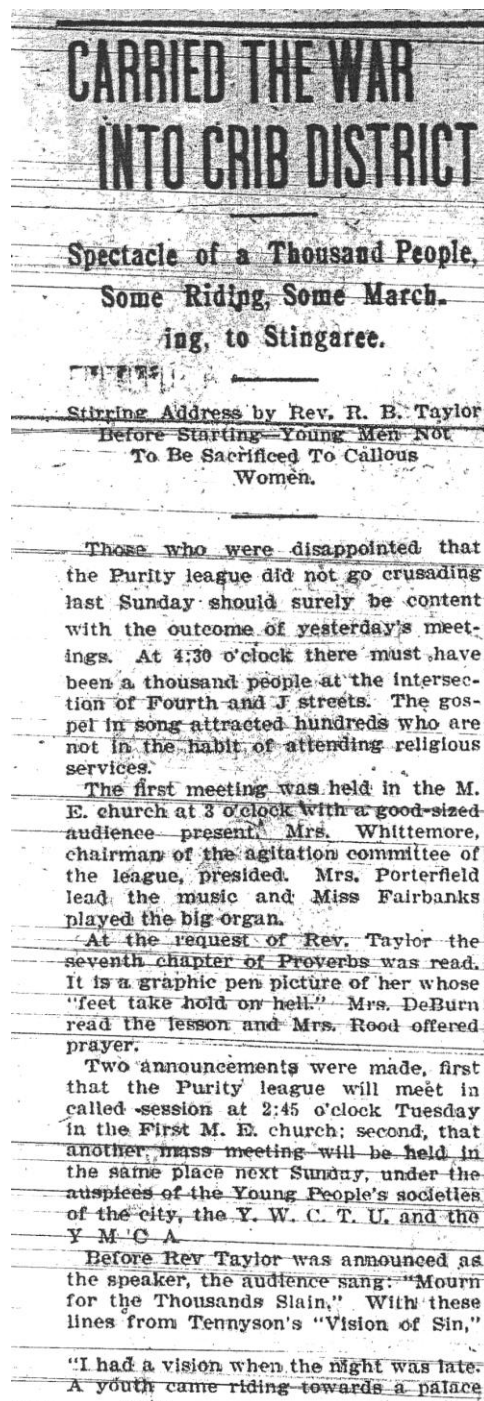 CARRIED THE WAR
INTO CRIB DISTRICT
Spectacle of a Thousand People,
Some Riding, Some March-
ing, to Stingaree.
Stirring Address by Rev. R. B. Taylor
Before Starting—Young Men Not
To Be Sacrificed To Callous
Women.
Those who were disappointed that
the Purity league did not go crusading
last Sunday should surely be content
with the outcome of yesterday's meet-
ings. At 4:30 o'clock there must have
been a thousand people at the intersec-
tion of Fourth and J streets. The gos-
pel in song attracted hundreds who are
not in the habit of attending religious
services.
The first meeting was held in the M.
E. church at 3 o'clock with a good-sized
audience present. Mrs. Whittemore,
chairman of the agitation committee of
the league, presided. Mrs. Porterfield
lead the music and Miss Fairbanks
played the big organ.
At the request of Rev. Taylor the
seventh chapter of Proverbs was read.
It is a graphic pen picture of her whose
"feet take hold on hell." Mrs. DeBurn
read the lesson and Mrs. Rood offered
prayer.
Two announcements were made, first
that the Purity league will meet in
called session at 2:45 o'clock Tuesday
in the First M. E. church; second, that
another mass meeting will be held in
the same place next Sunday, under the
auspices of the Young People's societies
of the city, the Y. W. C. T. U. and the
Y M C A
Before Rev Taylor was announced as
the speaker, the audience sang: "Mourn
for the Thousands Slain." With these
lines from Tennyson's "Vision of Sin,"
"I had a vision when the night was late:
A youth came riding towards a palace